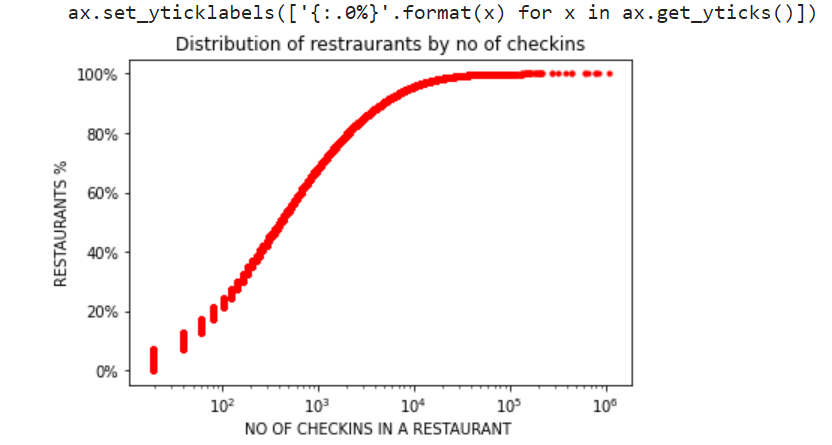 ax.set_yticklabels(['{:.0%}'.format(x) for x in ax.get_yticks()])
Distribution of restraurants by no of checkins
100%
80%
60%
40%
20%
0%
RESTAURANTS %
10²
10³
10⁴
10⁵
10⁶
NO OF CHECKINS IN A RESTAURANT